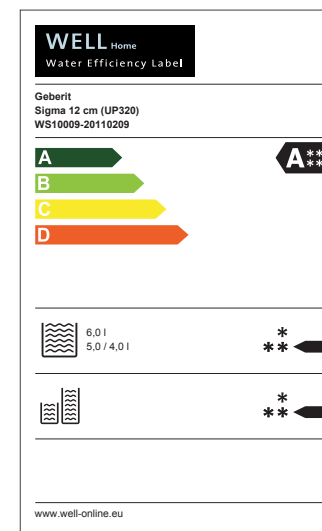 WELL Home
Water Efficiency Label
Geberit
Sigma 12 cm (UP320)
WS10009-20110209
A
A****
B
C
D
6,0 l
5,0 / 4,0 l
*
**
*
**
www.well-online.eu